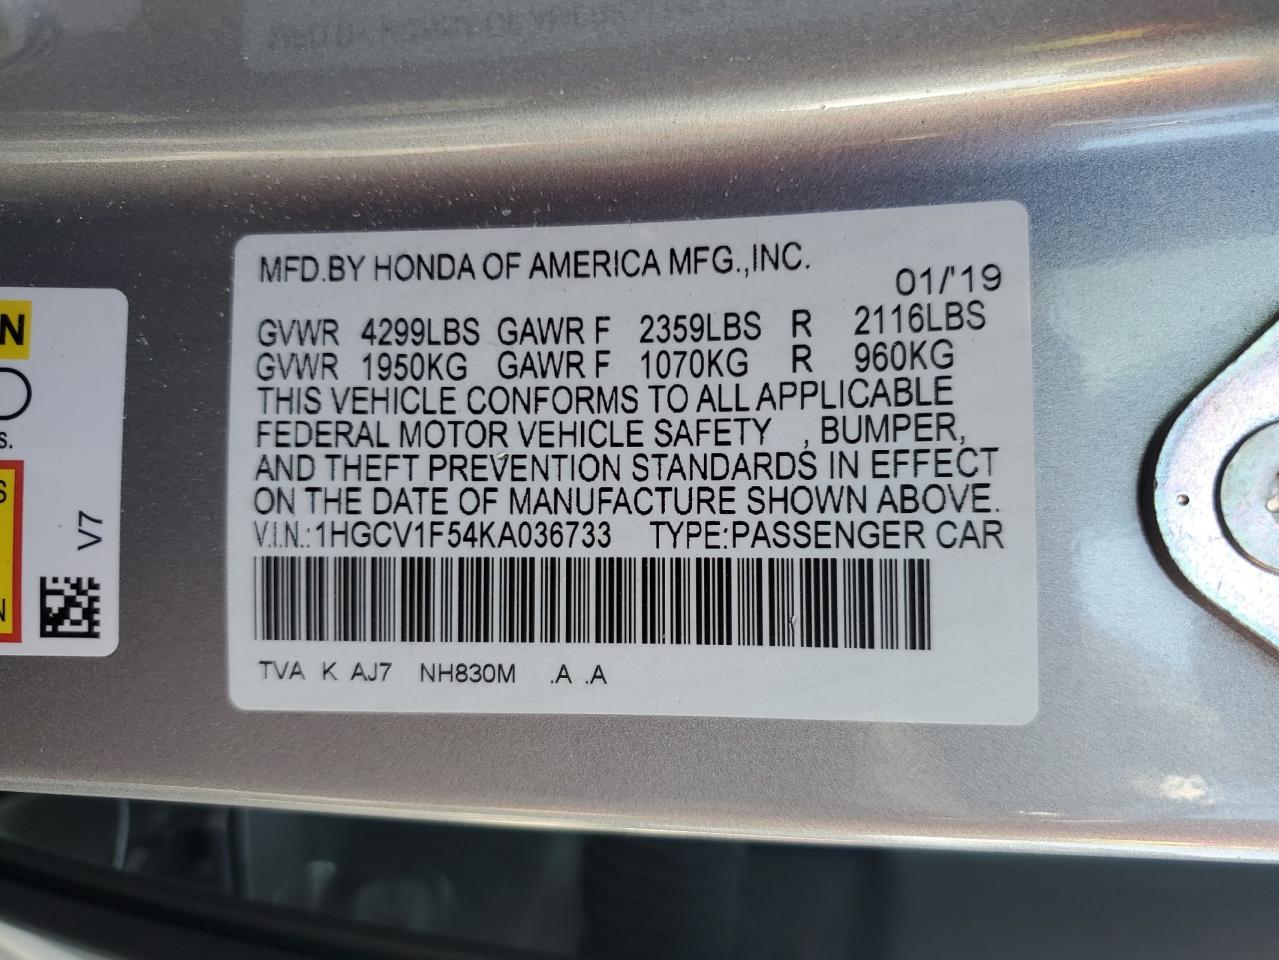 MFD.BY HONDA OF AMERICA MFG.,INC.
01/'19
GVWR 4299LBS GAWR F 2359LBS R 2116LBS
GVWR 1950KG GAWR F 1070KG R 960KG
THIS VEHICLE CONFORMS TO ALL APPLICABLE
FEDERAL MOTOR VEHICLE SAFETY , BUMPER,
AND THEFT PREVENTION STANDARDS IN EFFECT
ON THE DATE OF MANUFACTURE SHOWN ABOVE.
V.I.N.:1HGCV1F54KA036733 TYPE:PASSENGER CAR
TVA K AJ7 NH830M .A .A
N
S.
S
N
V7